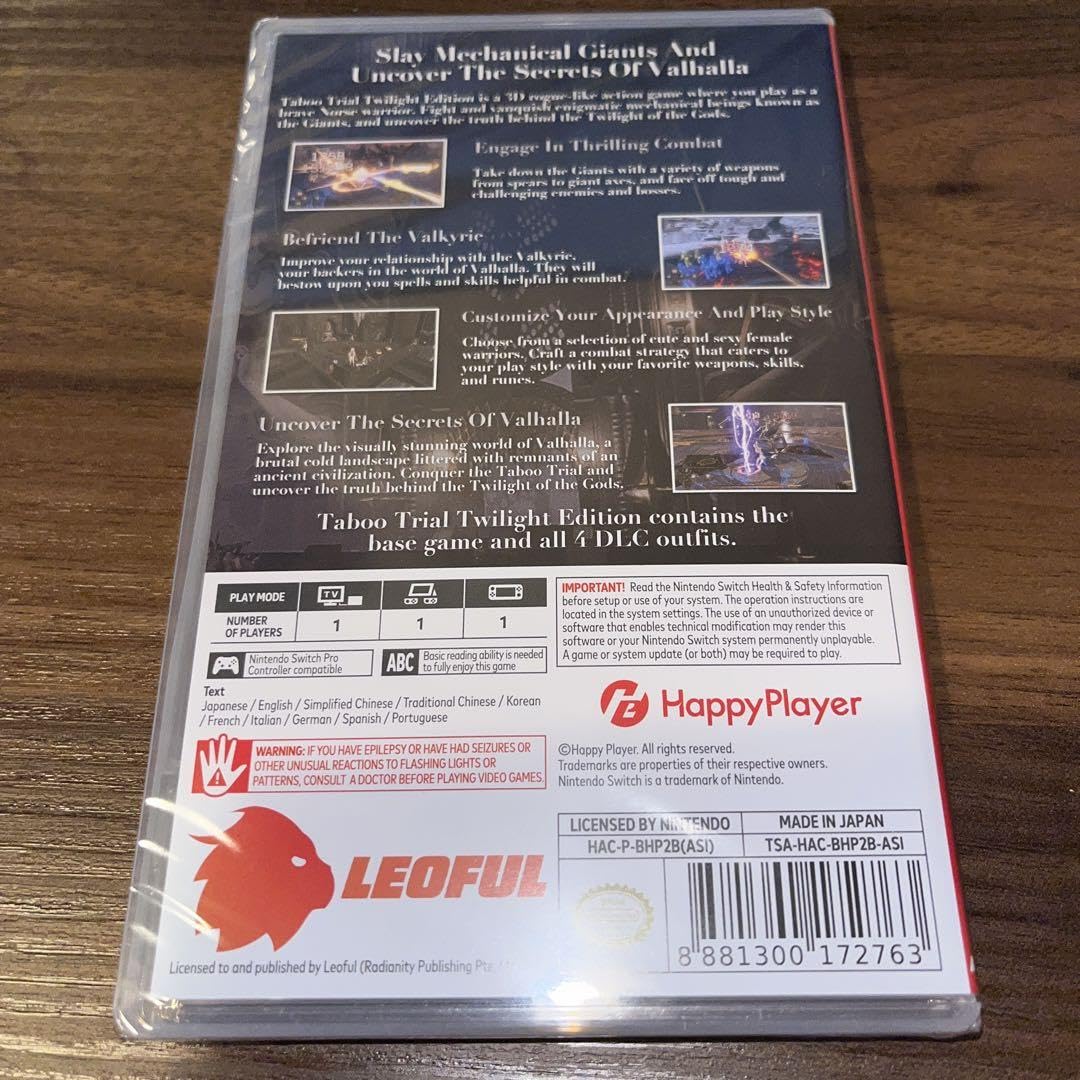 Slay Mechanical Giants And
Uncover The Secrets Of Valhalla
Taboo Trial Twilight Edition is a 3D rogue-like action game where you play as a
brave Norse warrior. Fight and vanquish enigmatic mechanical beings known as
the Giants, and uncover the truth behind the Twilight of the Gods.
Engage In Thrilling Combat
Take down the Giants with a variety of weapons
from spears to giant axes, and face off tough and
challenging enemies and bosses.
Befriend The Valkyrie
Improve your relationship with the Valkyrie,
your backers in the world of Valhalla. They will
bestow upon you spells and skills helpful in combat.
Customize Your Appearance And Play Style
Choose from a selection of cute and sexy female
warriors. Craft a combat strategy that caters to
your play style with your favorite weapons, skills,
and runes.
Uncover The Secrets Of Valhalla
Explore the visually stunning world of Valhalla, a
brutal cold landscape littered with remnants of an
ancient civilization. Conquer the Taboo Trial and
uncover the truth behind the Twilight of the Gods.
Taboo Trial Twilight Edition contains the
base game and all 4 DLC outfits.
PLAY MODE
TV
NUMBER
OF PLAYERS
1
1
1
Nintendo Switch Pro
Controller compatible
ABC
Basic reading ability is needed
to fully enjoy this game
Text
Japanese / English / Simplified Chinese / Traditional Chinese / Korean
/ French / Italian / German / Spanish / Portuguese
WARNING: IF YOU HAVE EPILEPSY OR HAVE HAD SEIZURES OR
OTHER UNUSUAL REACTIONS TO FLASHING LIGHTS OR
PATTERNS, CONSULT A DOCTOR BEFORE PLAYING VIDEO GAMES.
IMPORTANT! Read the Nintendo Switch Health & Safety Information
before setup or use of your system. The operation instructions are
located in the system settings. The use of an unauthorized device or
software that enables technical modification may render this
software or your Nintendo Switch system permanently unplayable.
A game or system update (or both) may be required to play.
HappyPlayer
©Happy Player. All rights reserved.
Trademarks are properties of their respective owners.
Nintendo Switch is a trademark of Nintendo.
LICENSED BY NINTENDO
MADE IN JAPAN
HAC-P-BHP2B(ASI)
TSA-HAC-BHP2B-ASI
8 881300 172763
LEOFUL
Licensed to and published by Leoful (Radianity Publishing Pte.